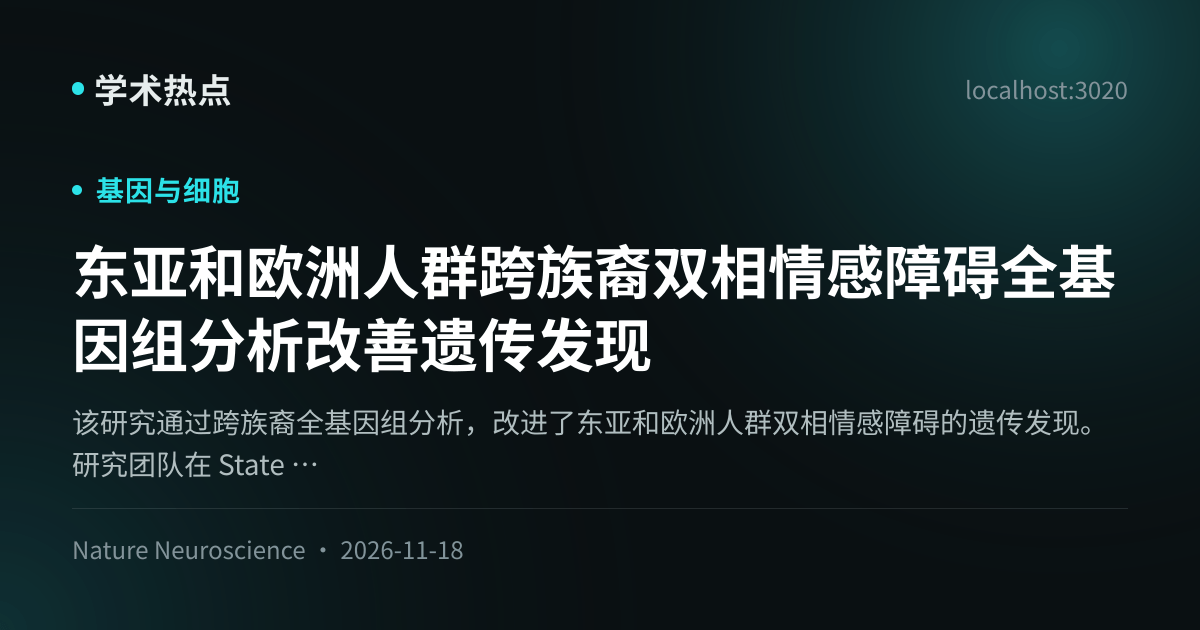 学术热点
localhost:3020
基因与细胞
东亚和欧洲人群跨族裔双相情感障碍全基
因组分析改善遗传发现
该研究通过跨族裔全基因组分析，改进了东亚和欧洲人群双相情感障碍的遗传发现。
研究团队在 State …
Nature Neuroscience · 2026-11-18